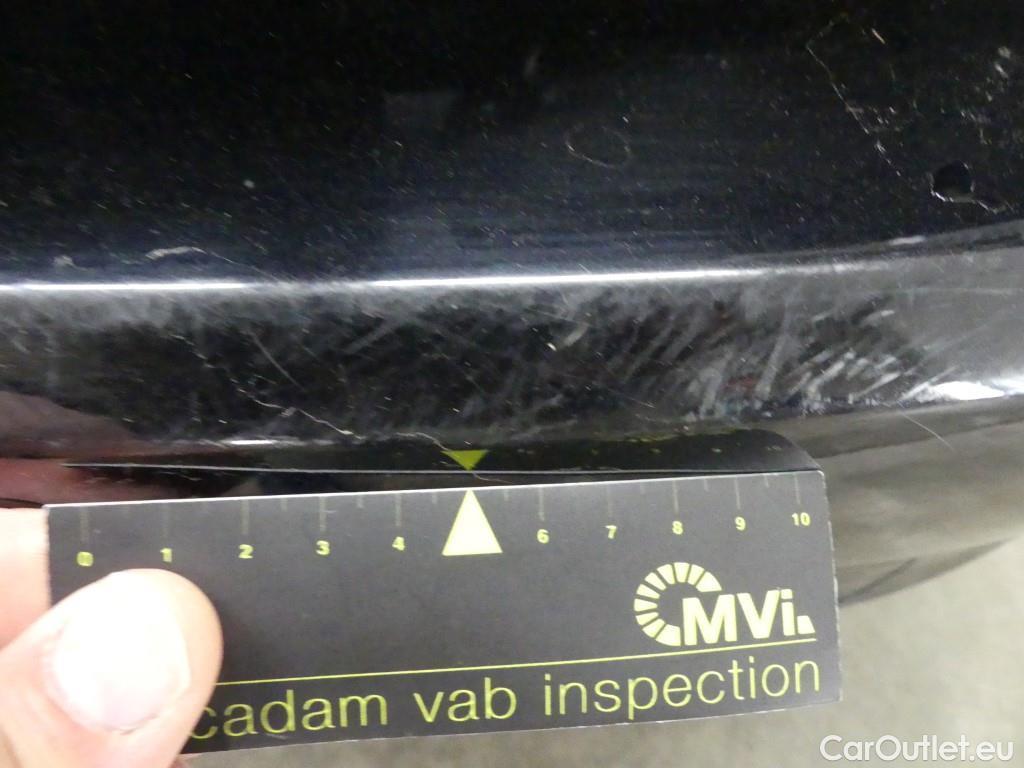 0 1 2 3 4 6 7 8 9 10
MVi.
cadam vab inspection
CarOutlet.eu